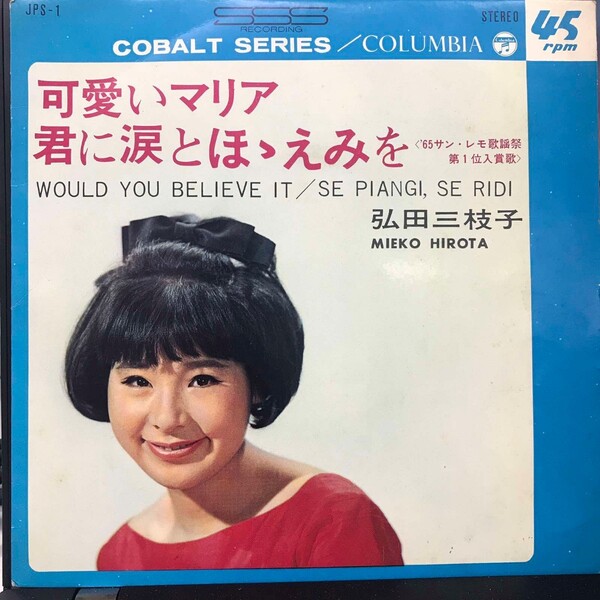 JPS-1
SSS
RECORDING
STEREO
45
rpm
COBALT SERIES／COLUMBIA
Columbia
可愛いマリア
君に涙とほゝえみを
〈'65サン・レモ歌謡祭
第1位入賞歌〉
WOULD YOU BELIEVE IT／SE PIANGI, SE RIDI
弘田三枝子
MIEKO HIROTA